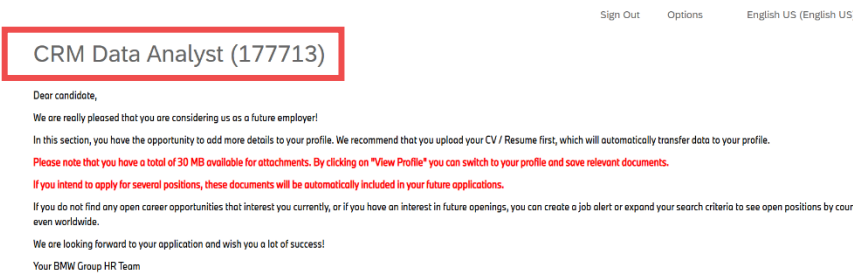 Sign Out Options English US (English US
CRM Data Analyst (177713)
Dear candidate,
We are really pleased that you are considering us as a future employer!
In this section, you have the opportunity to add more details to your profile. We recommend that you upload your CV / Resume first, which will automatically transfer data to your profile.
Please note that you have a total of 30 MB available for attachments. By clicking on "View Profile" you can switch to your profile and save relevant documents.
If you intend to apply for several positions, these documents will be automatically included in your future applications.
If you do not find any open career opportunities that interest you currently, or if you have an interest in future openings, you can create a job alert or expand your search criteria to see open positions by cour
even worldwide.
We are looking forward to your application and wish you a lot of success!
Your BMW Group HR Team